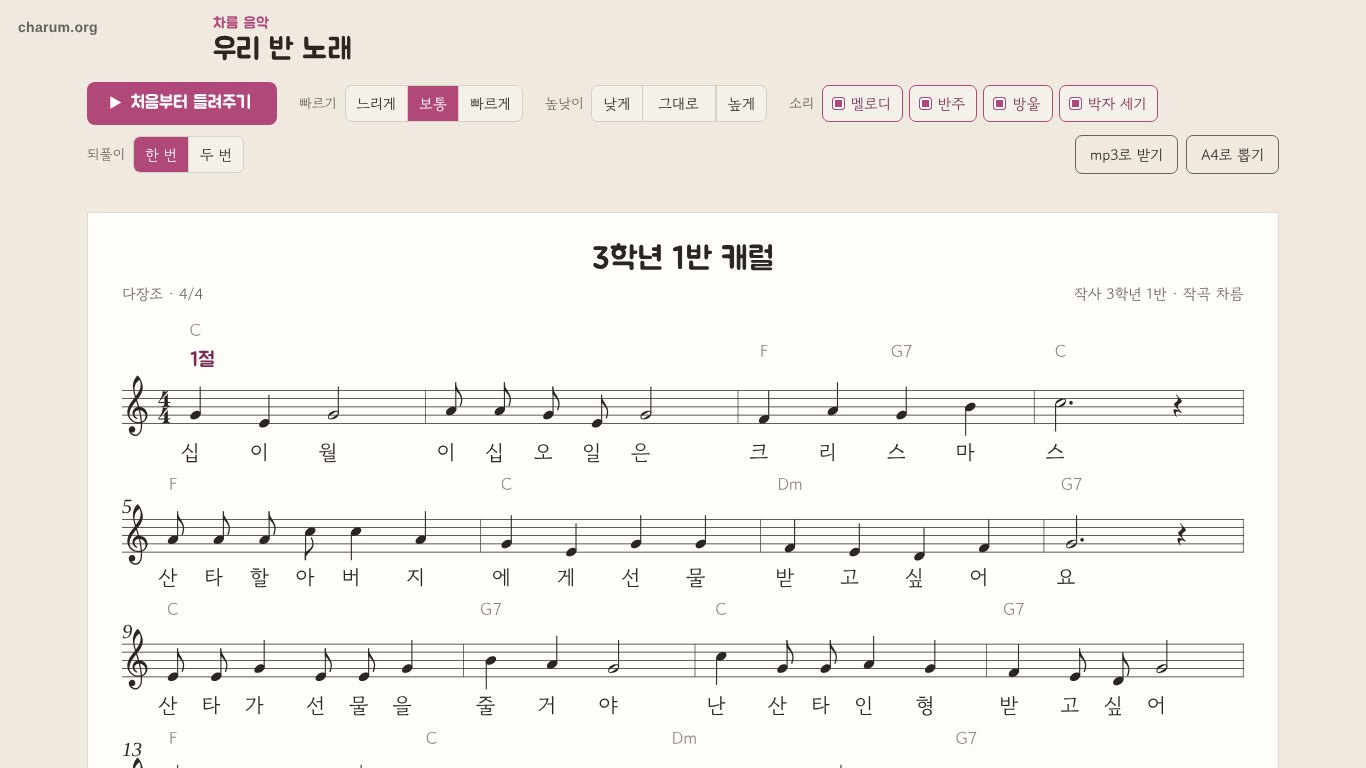 charum.org
차름 음악
우리 반 노래
▶ 처음부터 들려주기 빠르기 느리게 보통 빠르게 높낮이 낮게 그대로 높게 소리 멜로디 반주 방울 박자 세기
되풀이 한 번 두 번 mp3로 받기 A4로 뽑기
3학년 1반 캐럴
다장조 · 4/4 작사 3학년 1반 · 작곡 차름
C F G7 C
1절
4
4
십 이 월 이 십 오 일 은 크 리 스 마 스
F C Dm G7
5
산 타 할 아 버 지 에 게 선 물 받 고 싶 어 요
C G7 C G7
9
산 타 가 선 물 을 줄 거 야 난 산 타 인 형 받 고 싶 어
F C Dm G7
13